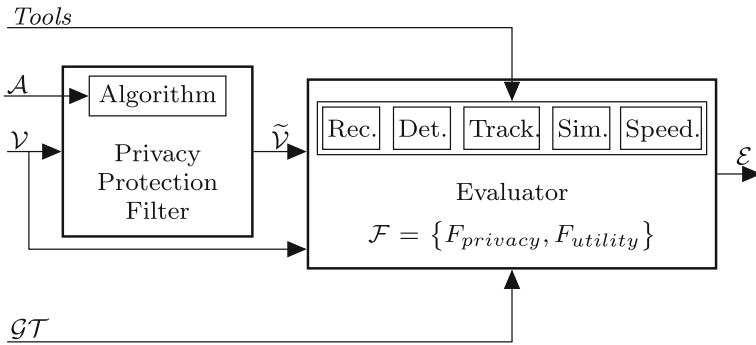 Tools
𝒜
Algorithm
𝒱
Privacy
Protection
Filter
𝒱̃
Rec. Det. Track. Sim. Speed.
Evaluator
ℱ = {F_privacy, F_utility}
ℰ
𝒢𝒯